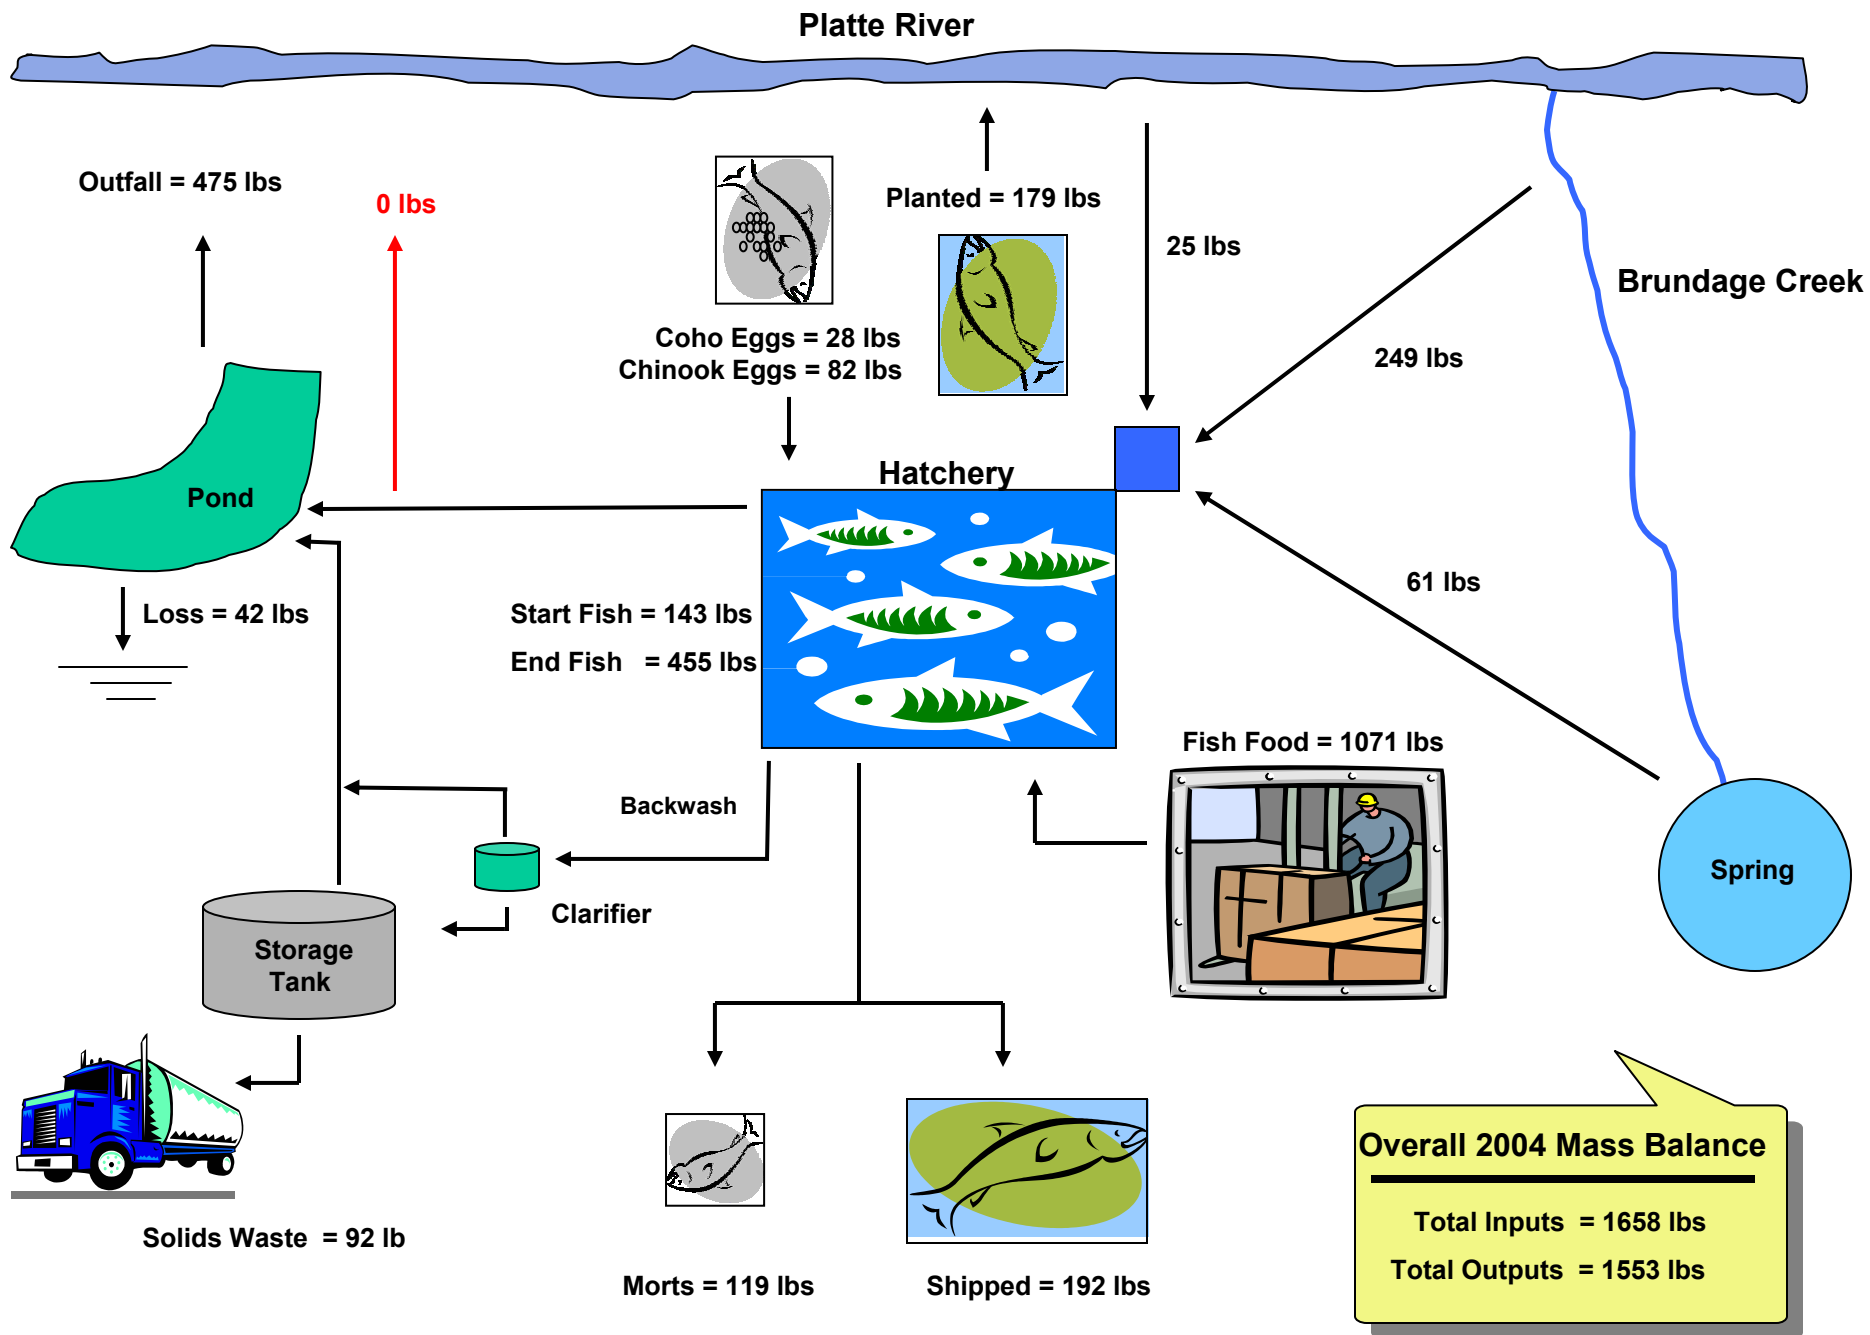 Platte River
Outfall = 475 lbs
0 lbs
Planted = 179 lbs
25 lbs
Brundage Creek
Coho Eggs = 28 lbs
Chinook Eggs = 82 lbs
249 lbs
Hatchery
Pond
61 lbs
Loss = 42 lbs
Start Fish = 143 lbs
End Fish = 455 lbs
Fish Food = 1071 lbs
Backwash
Spring
Clarifier
Storage
Tank
Overall 2004 Mass Balance
Total Inputs = 1658 lbs
Total Outputs = 1553 lbs
Solids Waste = 92 lb
Morts = 119 lbs
Shipped = 192 lbs